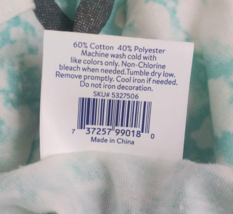 60% Cotton 40% Polyester
Machine wash cold with
like colors only. Non-Chlorine
bleach when needed.Tumble dry low.
Remove promptly. Cool iron if needed.
Do not iron decoration.
SKU# 5327506
7 37257 99018 0
Made in China